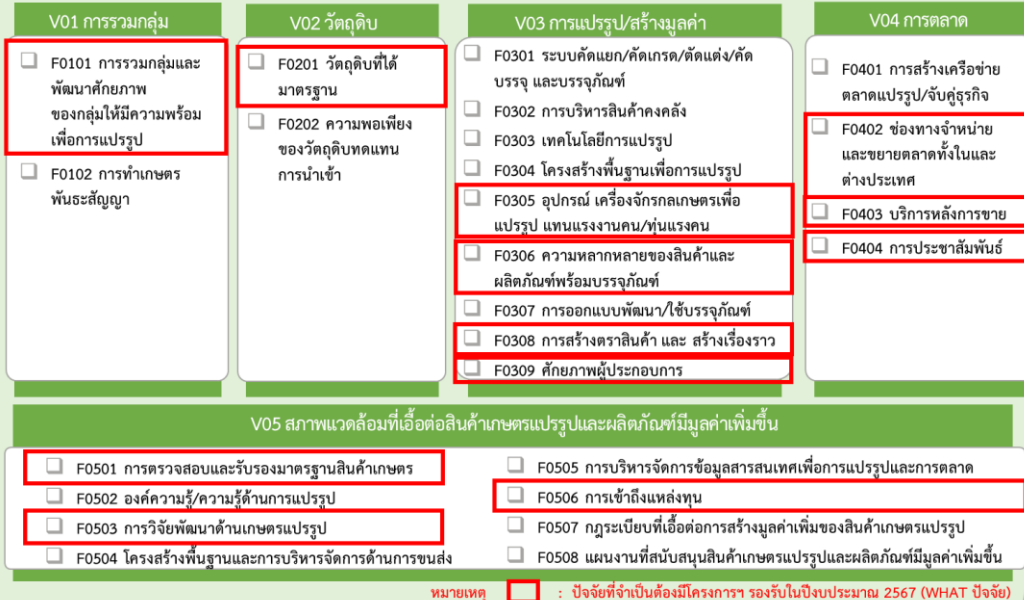 V01 การรวมกลุ่ม
F0101 การรวมกลุ่มและ
พัฒนาศักยภาพ
ของกลุ่มให้มีความพร้อม
เพื่อการแปรรูป
F0102 การทำเกษตร
พันธะสัญญา
V02 วัตถุดิบ
F0201 วัตถุดิบที่ได้
มาตรฐาน
F0202 ความพอเพียง
ของวัตถุดิบทดแทน
การนำเข้า
V03 การแปรรูป/สร้างมูลค่า
F0301 ระบบคัดแยก/คัดเกรด/ตัดแต่ง/คัด
บรรจุ และบรรจุภัณฑ์
F0302 การบริหารสินค้าคงคลัง
F0303 เทคโนโลยีการแปรรูป
F0304 โครงสร้างพื้นฐานเพื่อการแปรรูป
F0305 อุปกรณ์ เครื่องจักรกลเกษตรเพื่อ
แปรรูป แทนแรงงานคน/ทุ่นแรงคน
F0306 ความหลากหลายของสินค้าและ
ผลิตภัณฑ์พร้อมบรรจุภัณฑ์
F0307 การออกแบบพัฒนา/ใช้บรรจุภัณฑ์
F0308 การสร้างตราสินค้า และ สร้างเรื่องราว
F0309 ศักยภาพผู้ประกอบการ
V04 การตลาด
F0401 การสร้างเครือข่าย
ตลาดแปรรูป/จับคู่ธุรกิจ
F0402 ช่องทางจำหน่าย
และขยายตลาดทั้งในและ
ต่างประเทศ
F0403 บริการหลังการขาย
F0404 การประชาสัมพันธ์
V05 สภาพแวดล้อมที่เอื้อต่อสินค้าเกษตรแปรรูปและผลิตภัณฑ์มีมูลค่าเพิ่มขึ้น
F0501 การตรวจสอบและรับรองมาตรฐานสินค้าเกษตร
F0502 องค์ความรู้/ความรู้ด้านการแปรรูป
F0503 การวิจัยพัฒนาด้านเกษตรแปรรูป
F0504 โครงสร้างพื้นฐานและการบริหารจัดการด้านการขนส่ง
F0505 การบริหารจัดการข้อมูลสารสนเทศเพื่อการแปรรูปและการตลาด
F0506 การเข้าถึงแหล่งทุน
F0507 กฎระเบียบที่เอื้อต่อการสร้างมูลค่าเพิ่มของสินค้าเกษตรแปรรูป
F0508 แผนงานที่สนับสนุนสินค้าเกษตรแปรรูปและผลิตภัณฑ์มีมูลค่าเพิ่มขึ้น
หมายเหตุ : ปัจจัยที่จำเป็นต้องมีโครงการฯ รองรับในปีงบประมาณ 2567 (WHAT ปัจจัย)